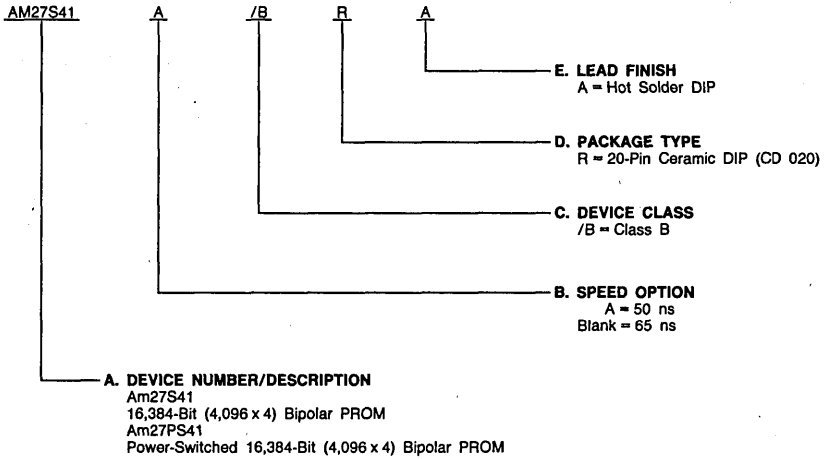 AM27S41 A /B R A
E. LEAD FINISH
A = Hot Solder DIP
D. PACKAGE TYPE
R = 20-Pin Ceramic DIP (CD 020)
C. DEVICE CLASS
/B = Class B
B. SPEED OPTION
A = 50 ns
Blank = 65 ns
A. DEVICE NUMBER/DESCRIPTION
Am27S41
16,384-Bit (4,096 x 4) Bipolar PROM
Am27PS41
Power-Switched 16,384-Bit (4,096 x 4) Bipolar PROM